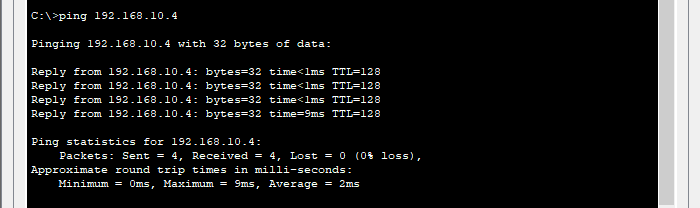 C:\>ping 192.168.10.4
Pinging 192.168.10.4 with 32 bytes of data:
Reply from 192.168.10.4: bytes=32 time<1ms TTL=128
Reply from 192.168.10.4: bytes=32 time<1ms TTL=128
Reply from 192.168.10.4: bytes=32 time<1ms TTL=128
Reply from 192.168.10.4: bytes=32 time=9ms TTL=128
Ping statistics for 192.168.10.4:
    Packets: Sent = 4, Received = 4, Lost = 0 (0% loss),
Approximate round trip times in milli-seconds:
    Minimum = 0ms, Maximum = 9ms, Average = 2ms